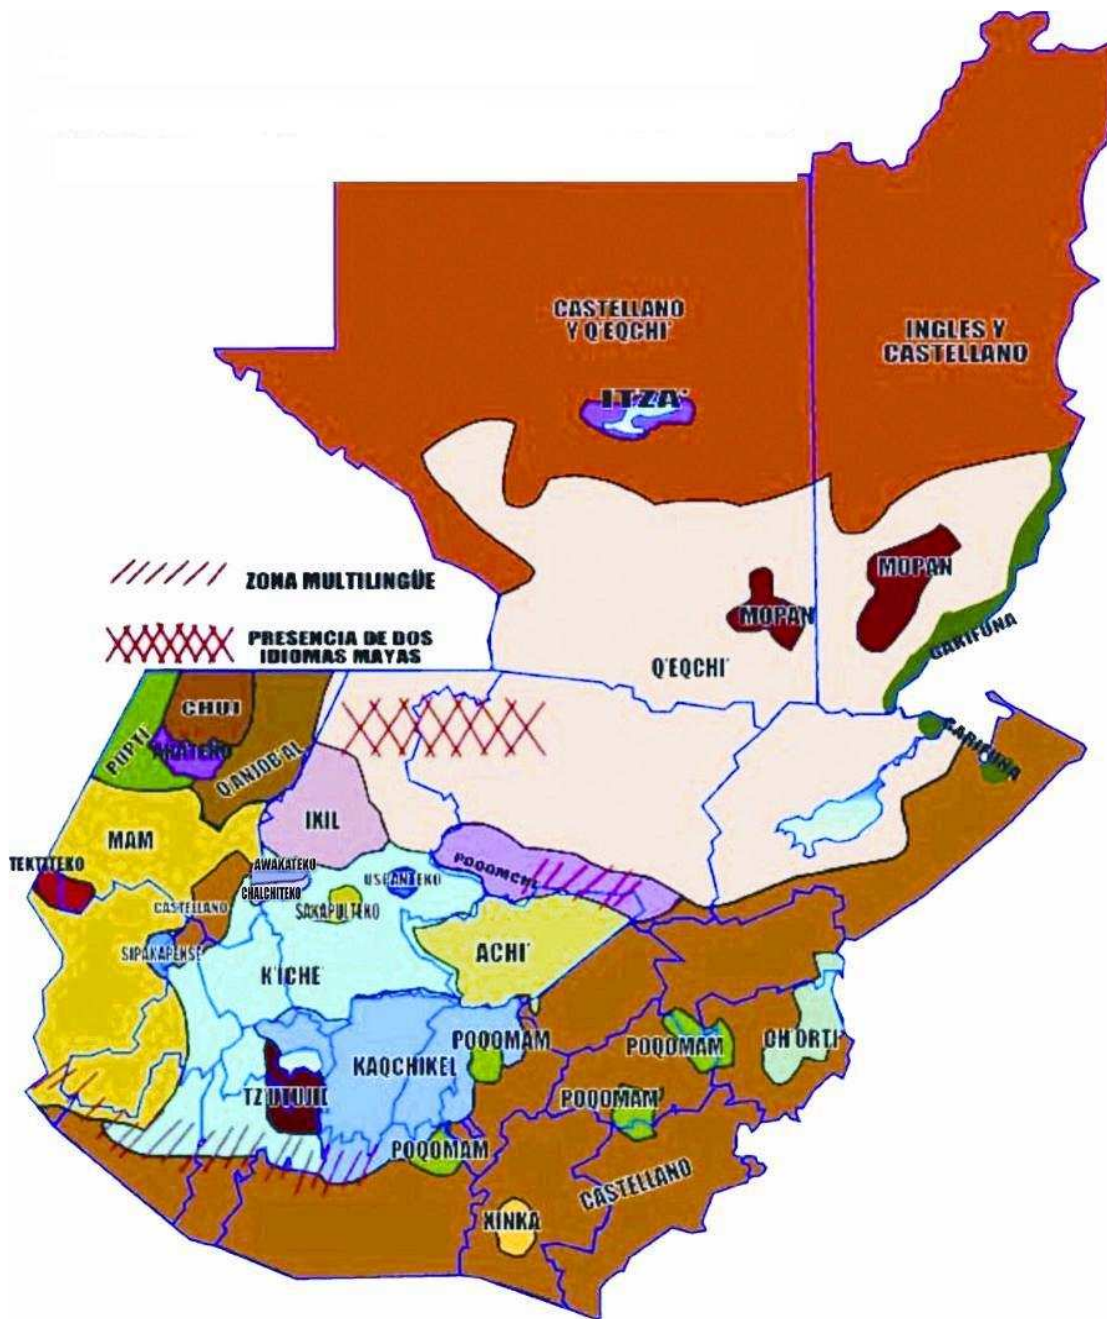 CASTELLANO
Y Q'EQCHI'
INGLES Y
CASTELLANO
ITZA'
ZONA MULTILINGÜE
PRESENCIA DE DOS
IDIOMAS MAYAS
MOPAN
MOPAN
GARIFUNA
Q'EQCHI'
CHUJ
AKATEKO
Q'ANJOB'AL
GARIFUNA
IXIL
MAM
TEKTITEKO
AWAKATEKO
CHALCHITEKO
POQOMCHI
USPANTEKO
SAKAPULTEKO
CASTELLANO
SIPAKAPENSE
ACHI'
K'ICHE
POQOMAM
POQOMAM
CH'ORTI'
KAQCHIKEL
TZ'UTUJIL
POQOMAM'
POQOMAM
CASTELLANO
XINKA